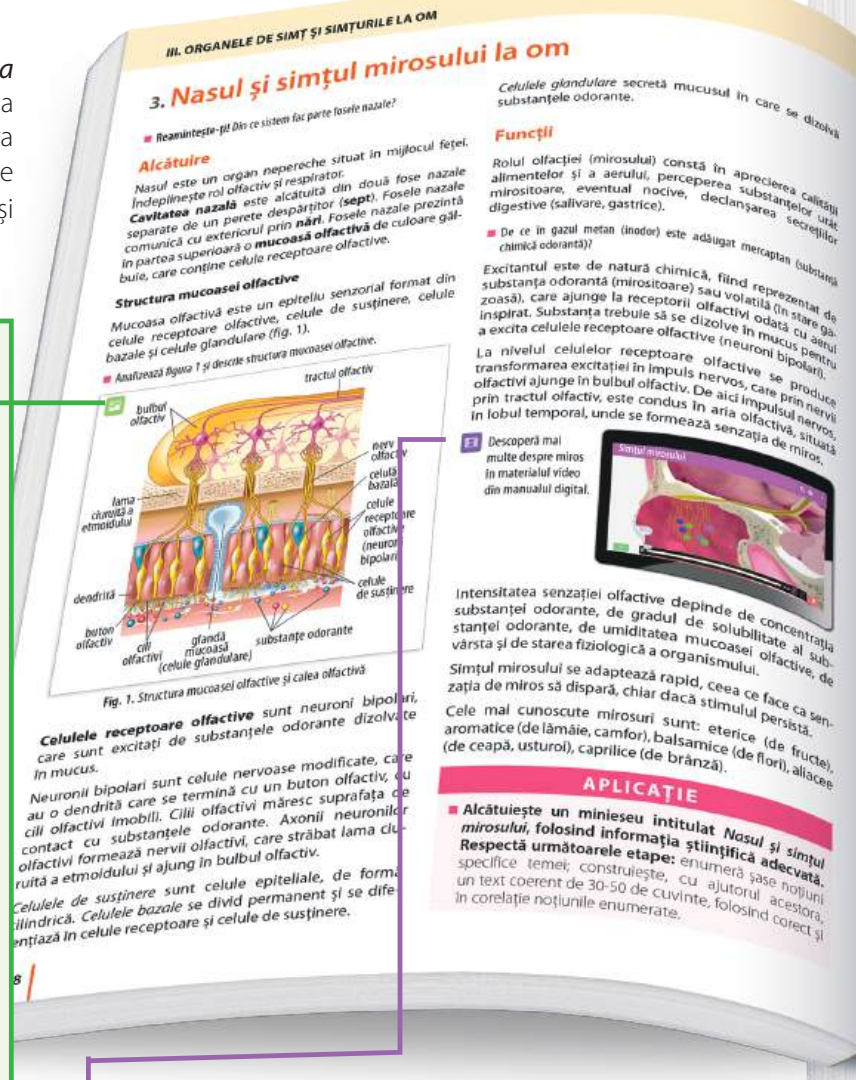 a
a
a
e
și
III. ORGANELE DE SIMȚ ȘI SIMȚURILE LA OM
3. Nasul și simțul mirosului la om
Reamintește-ți! Din ce sistem fac parte fosele nazale?
Alcătuire
Nasul este un organ nepereche situat în mijlocul feței.
Îndeplinește rol olfactiv și respirator.
Cavitatea nazală este alcătuită din două fose nazale
separate de un perete despărțitor (sept). Fosele nazale
comunică cu exteriorul prin nări. Fosele nazale prezintă
în partea superioară o mucoasă olfactivă de culoare găl-
buie, care conține celule receptoare olfactive.
Structura mucoasei olfactive
Mucoasa olfactivă este un epiteliu senzorial format din
celule receptoare olfactive, celule de susținere, celule
bazale și celule glandulare (fig. 1).
Analizează figura 1 și descrie structura mucoasei olfactive.
tractul olfactiv
bulbul
olfactiv
nerv
olfactiv
celulă
bazală
lama
ciuruită a
etmoidului
celule
receptoare
olfactive
(neuroni
bipolari)
dendrită
celule
de susținere
buton
olfactiv
cili
olfactivi
glandă
mucoasă
(celule glandulare)
substanțe odorante
Fig. 1. Structura mucoasei olfactive și calea olfactivă
Celulele receptoare olfactive sunt neuroni bipolari,
care sunt excitați de substanțele odorante dizolvate
în mucus.
Neuronii bipolari sunt celule nervoase modificate, care
au o dendrită care se termină cu un buton olfactiv, cu
cili olfactivi imobili. Cilii olfactivi măresc suprafața de
contact cu substanțele odorante. Axonii neuronilor
olfactivi formează nervii olfactivi, care străbat lama ciu-
ruită a etmoidului și ajung în bulbul olfactiv.
Celulele de susținere sunt celule epiteliale, de formă
cilindrică. Celulele bazale se divid permanent și se dife-
ențiază în celule receptoare și celule de susținere.
8
Celulele glandulare secretă mucusul în care se dizolvă
substanțele odorante.
Funcții
Rolul olfacției (mirosului) constă în aprecierea calității
alimentelor și a aerului, perceperea substanțelor urât
mirositoare, eventual nocive, declanșarea secrețiilor
digestive (salivare, gastrice).
De ce în gazul metan (inodor) este adăugat mercaptan (substanță
chimică odorantă)?
Excitantul este de natură chimică, fiind reprezentat de
substanța odorantă (mirositoare) sau volatilă (în stare ga-
zoasă), care ajunge la receptorii olfactivi odată cu aerul
inspirat. Substanța trebuie să se dizolve în mucus pentru
a excita celulele receptoare olfactive (neuroni bipolari).
La nivelul celulelor receptoare olfactive se produce
transformarea excitației în impuls nervos, care prin nervii
olfactivi ajunge în bulbul olfactiv. De aici impulsul nervos,
prin tractul olfactiv, este condus în aria olfactivă, situată
în lobul temporal, unde se formează senzația de miros.
Descoperă mai
multe despre miros
în materialul video
din manualul digital.
Simțul mirosului
Intensitatea senzației olfactive depinde de concentrația
substanței odorante, de gradul de solubilitate al sub-
stanței odorante, de umiditatea mucoasei olfactive, de
vârsta și de starea fiziologică a organismului.
Simțul mirosului se adaptează rapid, ceea ce face ca sen-
zația de miros să dispară, chiar dacă stimulul persistă.
Cele mai cunoscute mirosuri sunt: eterice (de fructe),
aromatice (de lămâie, camfor), balsamice (de flori), aliacee
(de ceapă, usturoi), caprilice (de brânză).
APLICAȚIE
Alcătuiește un minieseu intitulat Nasul și simțul
mirosului, folosind informația științifică adecvată.
Respectă următoarele etape: enumeră șase noțiuni
specifice temei; construiește, cu ajutorul acestora,
un text coerent de 30-50 de cuvinte, folosind corect și
în corelație noțiunile enumerate.